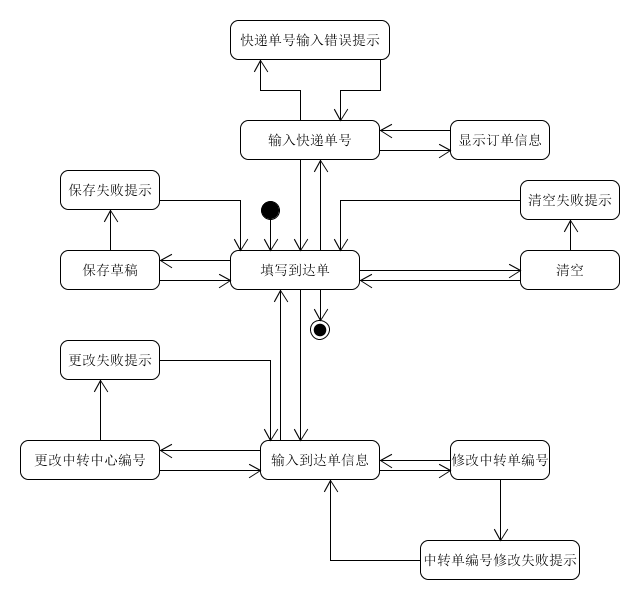 快递单号输入错误提示
输入快递单号
显示订单信息
保存失败提示
清空失败提示
保存草稿
填写到达单
清空
更改失败提示
更改中转中心编号
输入到达单信息
修改中转单编号
中转单编号修改失败提示